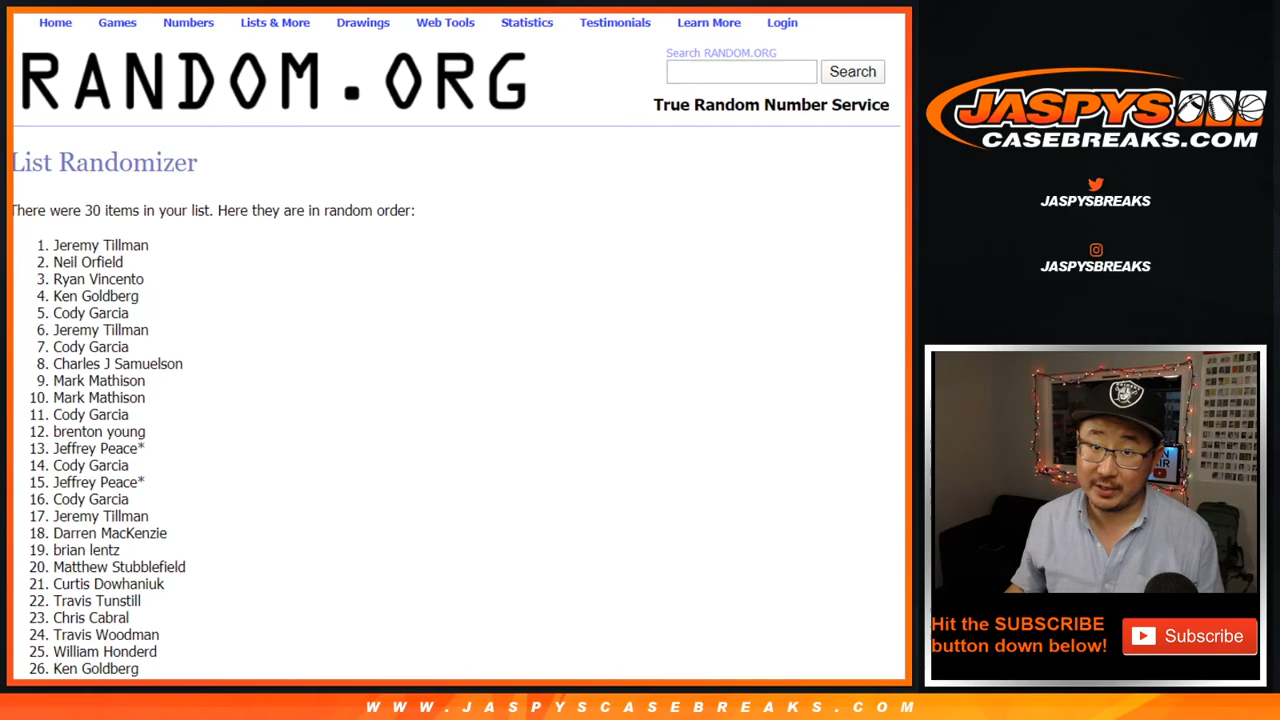 Home Games Numbers Lists & More Drawings Web Tools Statistics Testimonials Learn More Login
RANDOM.ORG
Search RANDOM.ORG
Search
True Random Number Service
List Randomizer
There were 30 items in your list. Here they are in random order:
1. Jeremy Tillman
2. Neil Orfield
3. Ryan Vincento
4. Ken Goldberg
5. Cody Garcia
6. Jeremy Tillman
7. Cody Garcia
8. Charles J Samuelson
9. Mark Mathison
10. Mark Mathison
11. Cody Garcia
12. brenton young
13. Jeffrey Peace*
14. Cody Garcia
15. Jeffrey Peace*
16. Cody Garcia
17. Jeremy Tillman
18. Darren MacKenzie
19. brian lentz
20. Matthew Stubblefield
21. Curtis Dowhaniuk
22. Travis Tunstill
23. Chris Cabral
24. Travis Woodman
25. William Honderd
26. Ken Goldberg
JASPYS
CASEBREAKS.COM
JASPYSBREAKS
JASPYSBREAKS
Hit the SUBSCRIBE
button down below!
Subscribe
WWW.JASPYSCASEBREAKS.COM